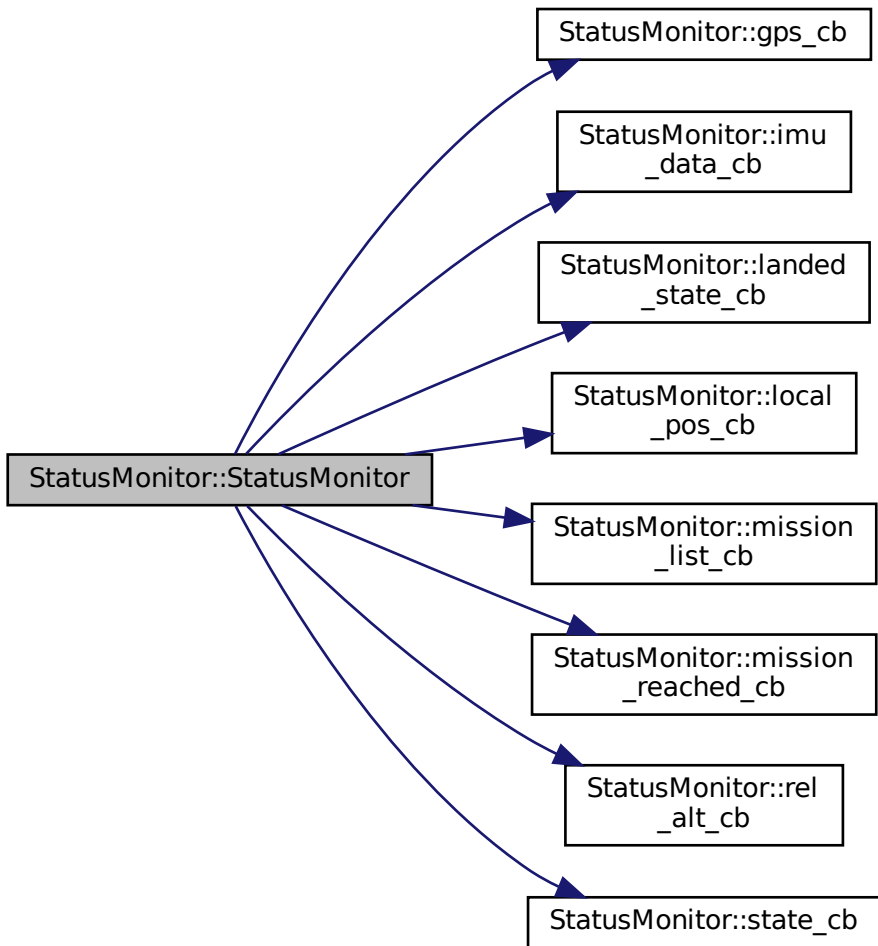 StatusMonitor::gps_cb
StatusMonitor::imu
_data_cb
StatusMonitor::landed
_state_cb
StatusMonitor::local
_pos_cb
StatusMonitor::StatusMonitor
StatusMonitor::mission
_list_cb
StatusMonitor::mission
_reached_cb
StatusMonitor::rel
_alt_cb
StatusMonitor::state_cb